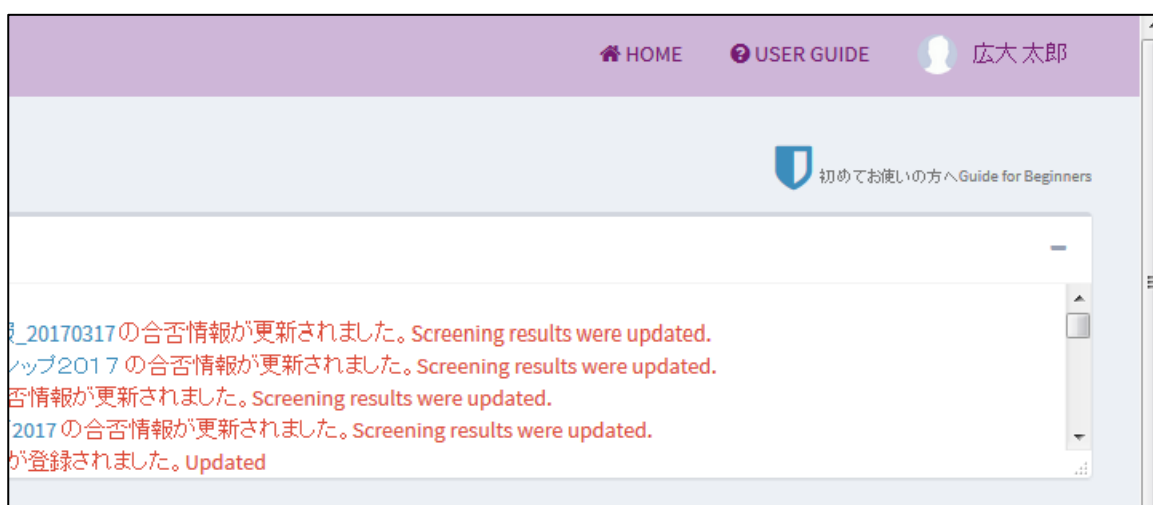 HOME USER GUIDE 広大 太郎
初めてお使いの方へGuide for Beginners
_20170317の合否情報が更新されました。Screening results were updated.
シップ2017の合否情報が更新されました。Screening results were updated.
否情報が更新されました。Screening results were updated.
2017の合否情報が更新されました。Screening results were updated.
が登録されました。Updated